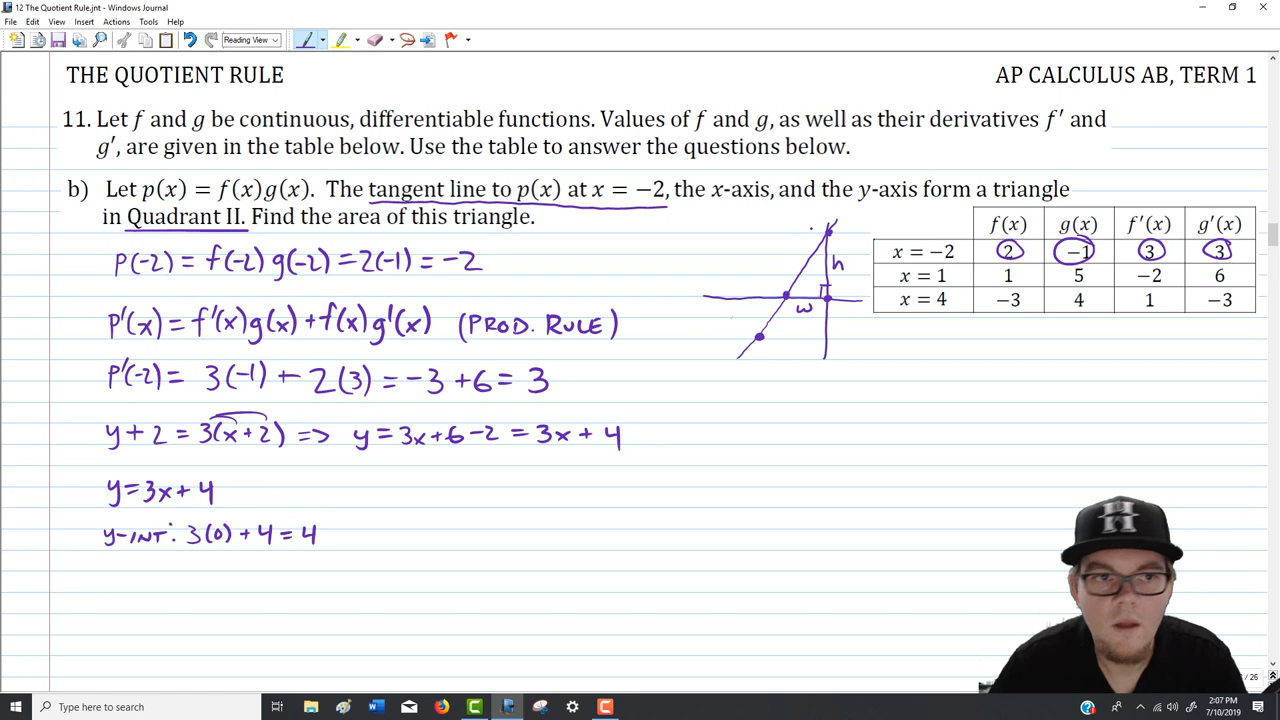 12 The Quotient Rule.jnt - Windows Journal
File Edit View Insert Actions Tools Help
Reading View
THE QUOTIENT RULE
AP CALCULUS AB, TERM 1
11. Let f and g be continuous, differentiable functions. Values of f and g, as well as their derivatives f′ and
g′, are given in the table below. Use the table to answer the questions below.
b) Let p(x) = f(x)g(x). The tangent line to p(x) at x = −2, the x-axis, and the y-axis form a triangle
in Quadrant II. Find the area of this triangle.
f(x) g(x) f′(x) g′(x)
x = −2 2 −1 3 3
x = 1 1 5 −2 6
x = 4 −3 4 1 −3
h
w
P(-2) = f(-2) g(-2) = 2(-1) = -2
P'(x) = f'(x)g(x) + f(x)g'(x) (PROD. RULE)
P'(-2) = 3(-1) + 2(3) = -3 + 6 = 3
y + 2 = 3(x + 2) => y = 3x + 6 - 2 = 3x + 4
y = 3x + 4
y-INT: 3(0) + 4 = 4
H
/ 26
Type here to search
2:07 PM
7/10/2019